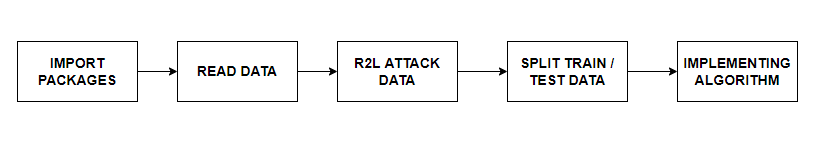 IMPORT
PACKAGES
READ DATA
R2L ATTACK
DATA
SPLIT TRAIN /
TEST DATA
IMPLEMENTING
ALGORITHM